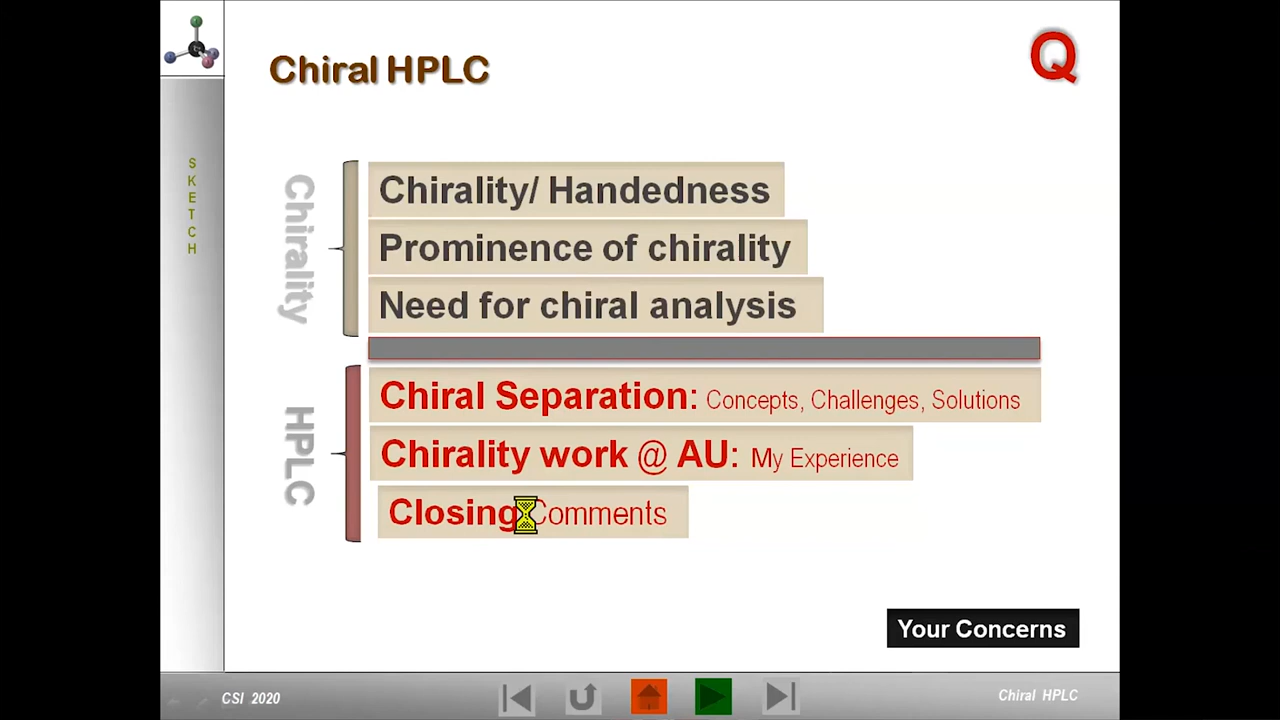 Chiral HPLC
Q
SKETCH
Chirality
Chirality/ Handedness
Prominence of chirality
Need for chiral analysis
HPLC
Chiral Separation: Concepts, Challenges, Solutions
Chirality work @ AU: My Experience
Closing Comments
Your Concerns
CSI 2020
Chiral HPLC